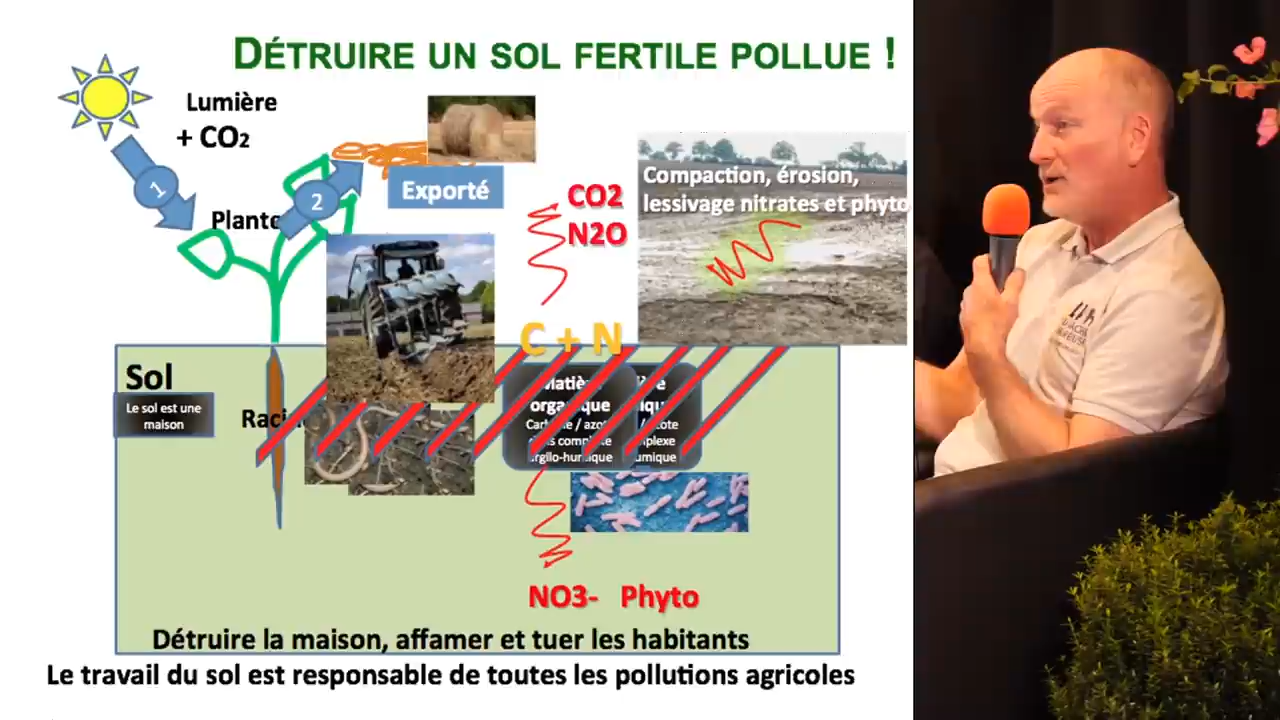 DÉTRUIRE UN SOL FERTILE POLLUE !
Lumière
+ CO2
1
2
Exporté
Plante
CO2
N2O
Compaction, érosion,
lessivage nitrates et phyto
C + N
Sol
Le sol est une
maison
NO3- Phyto
Détruire la maison, affamer et tuer les habitants
Le travail du sol est responsable de toutes les pollutions agricoles